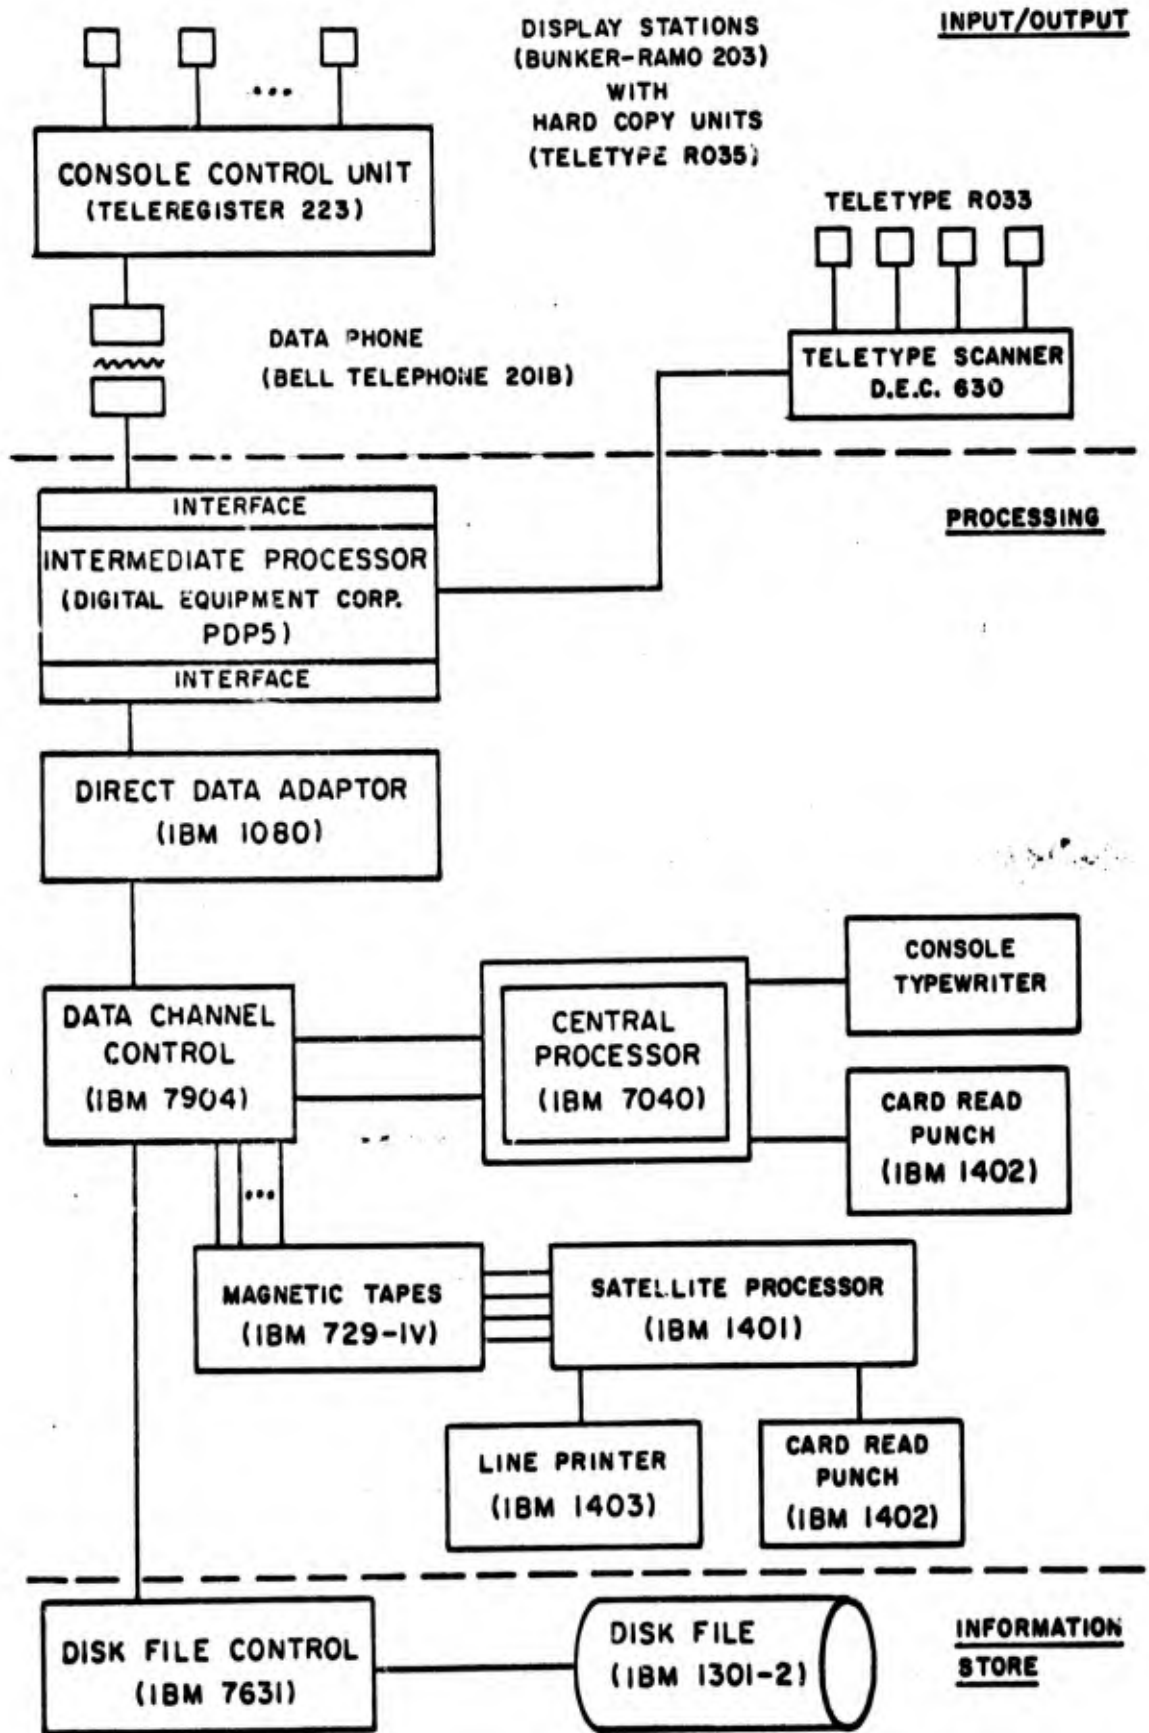 DISPLAY STATIONS
(BUNKER-RAMO 203)
WITH
HARD COPY UNITS
(TELETYPE RO35)
INPUT/OUTPUT
...
CONSOLE CONTROL UNIT
(TELEREGISTER 223)
TELETYPE RO33
TELETYPE SCANNER
D.E.C. 630
DATA PHONE
(BELL TELEPHONE 201B)
INTERFACE
INTERMEDIATE PROCESSOR
(DIGITAL EQUIPMENT CORP.
PDP5)
INTERFACE
PROCESSING
DIRECT DATA ADAPTOR
(IBM 1080)
DATA CHANNEL
CONTROL
(IBM 7904)
CENTRAL
PROCESSOR
(IBM 7040)
CONSOLE
TYPEWRITER
CARD READ
PUNCH
(IBM 1402)
...
MAGNETIC TAPES
(IBM 729-IV)
SATELLITE PROCESSOR
(IBM 1401)
LINE PRINTER
(IBM 1403)
CARD READ
PUNCH
(IBM 1402)
DISK FILE CONTROL
(IBM 7631)
DISK FILE
(IBM 1301-2)
INFORMATION
STORE